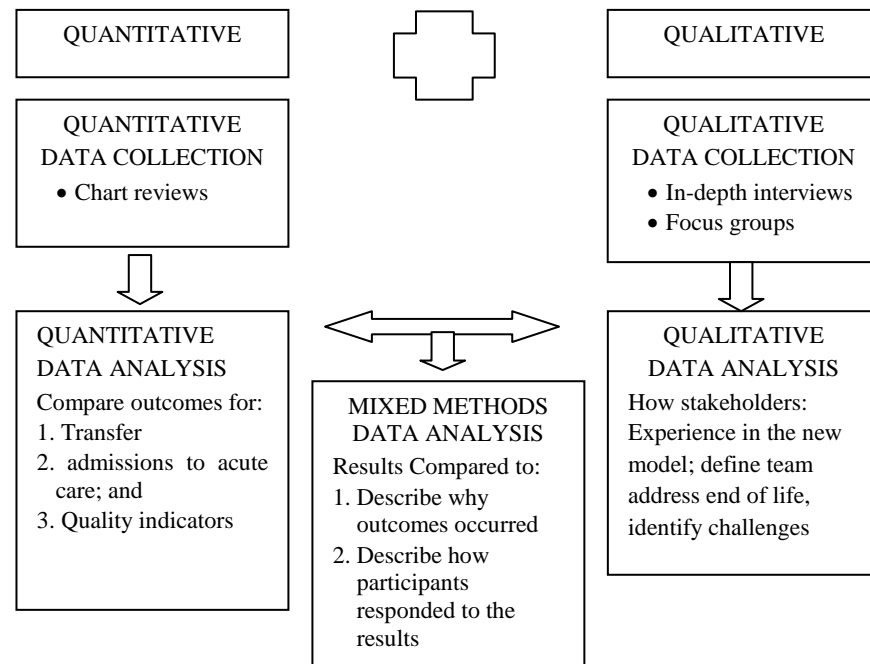 QUANTITATIVE
QUALITATIVE
QUANTITATIVE
DATA COLLECTION
• Chart reviews
QUALITATIVE
DATA COLLECTION
• In-depth interviews
• Focus groups
QUANTITATIVE
DATA ANALYSIS
Compare outcomes for:
1. Transfer
2. admissions to acute
care; and
3. Quality indicators
MIXED METHODS
DATA ANALYSIS
Results Compared to:
1. Describe why
outcomes occurred
2. Describe how
participants
responded to the
results
QUALITATIVE
DATA ANALYSIS
How stakeholders:
Experience in the new
model; define team
address end of life,
identify challenges